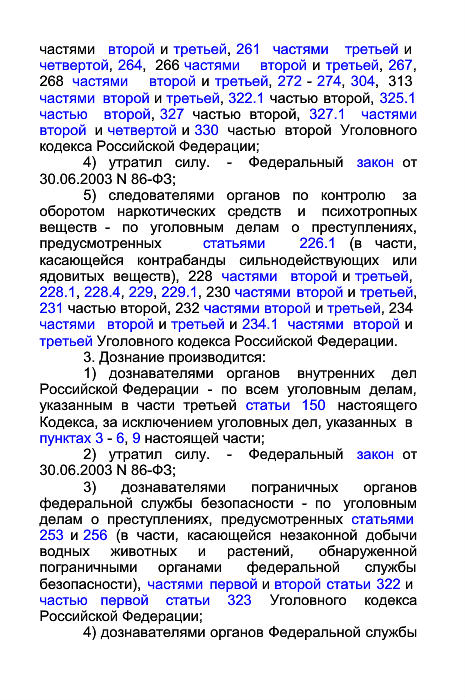 частями второй и третьей, 261 частями третьей и
четвертой, 264, 266 частями второй и третьей, 267,
268 частями второй и третьей, 272 - 274, 304, 313
частями второй и третьей, 322.1 частью второй, 325.1
частью второй, 327 частью второй, 327.1 частями
второй и четвертой и 330 частью второй Уголовного
кодекса Российской Федерации;
4) утратил силу. - Федеральный закон от
30.06.2003 N 86-ФЗ;
5) следователями органов по контролю за
оборотом наркотических средств и психотропных
веществ - по уголовным делам о преступлениях,
предусмотренных статьями 226.1 (в части,
касающейся контрабанды сильнодействующих или
ядовитых веществ), 228 частями второй и третьей,
228.1, 228.4, 229, 229.1, 230 частями второй и третьей,
231 частью второй, 232 частями второй и третьей, 234
частями второй и третьей и 234.1 частями второй и
третьей Уголовного кодекса Российской Федерации.
3. Дознание производится:
1) дознавателями органов внутренних дел
Российской Федерации - по всем уголовным делам,
указанным в части третьей статьи 150 настоящего
Кодекса, за исключением уголовных дел, указанных в
пунктах 3 - 6, 9 настоящей части;
2) утратил силу. - Федеральный закон от
30.06.2003 N 86-ФЗ;
3) дознавателями пограничных органов
федеральной службы безопасности - по уголовным
делам о преступлениях, предусмотренных статьями
253 и 256 (в части, касающейся незаконной добычи
водных животных и растений, обнаруженной
пограничными органами федеральной службы
безопасности), частями первой и второй статьи 322 и
частью первой статьи 323 Уголовного кодекса
Российской Федерации;
4) дознавателями органов Федеральной службы